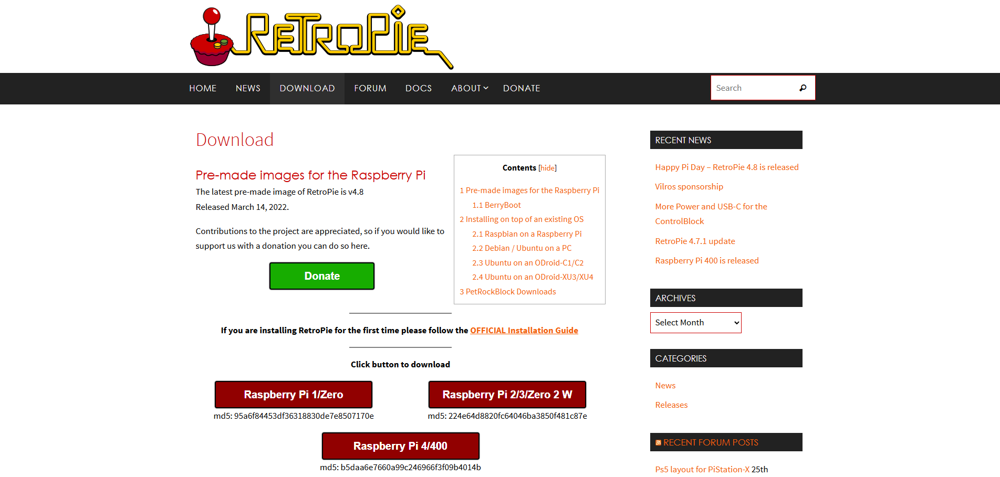 RetroPie
HOME NEWS DOWNLOAD FORUM DOCS ABOUT DONATE Search
Download
Pre-made images for the Raspberry Pi
The latest pre-made image of RetroPie is v4.8
Released March 14, 2022.
Contributions to the project are appreciated, so if you would like to
support us with a donation you can do so here.
Donate
Contents [hide]
1 Pre-made images for the Raspberry Pi
1.1 BerryBoot
2 Installing on top of an existing OS
2.1 Raspbian on a Raspberry Pi
2.2 Debian / Ubuntu on a PC
2.3 Ubuntu on an ODroid-C1/C2
2.4 Ubuntu on an ODroid-XU3/XU4
3 PetRockBlock Downloads
If you are installing RetroPie for the first time please follow the OFFICIAL Installation Guide
Click button to download
Raspberry Pi 1/Zero
md5: 95a6f84453df36318830de7e8507170e
Raspberry Pi 2/3/Zero 2 W
md5: 224e64d8820fc64046ba3850f481c87e
Raspberry Pi 4/400
md5: b5daa6e7660a99c246966f3f09b4014b
RECENT NEWS
Happy Pi Day – RetroPie 4.8 is released
Vilros sponsorship
More Power and USB-C for the
ControlBlock
RetroPie 4.7.1 update
Raspberry Pi 400 is released
ARCHIVES
Select Month
CATEGORIES
News
Releases
RECENT FORUM POSTS
Ps5 layout for PiStation-X 25th